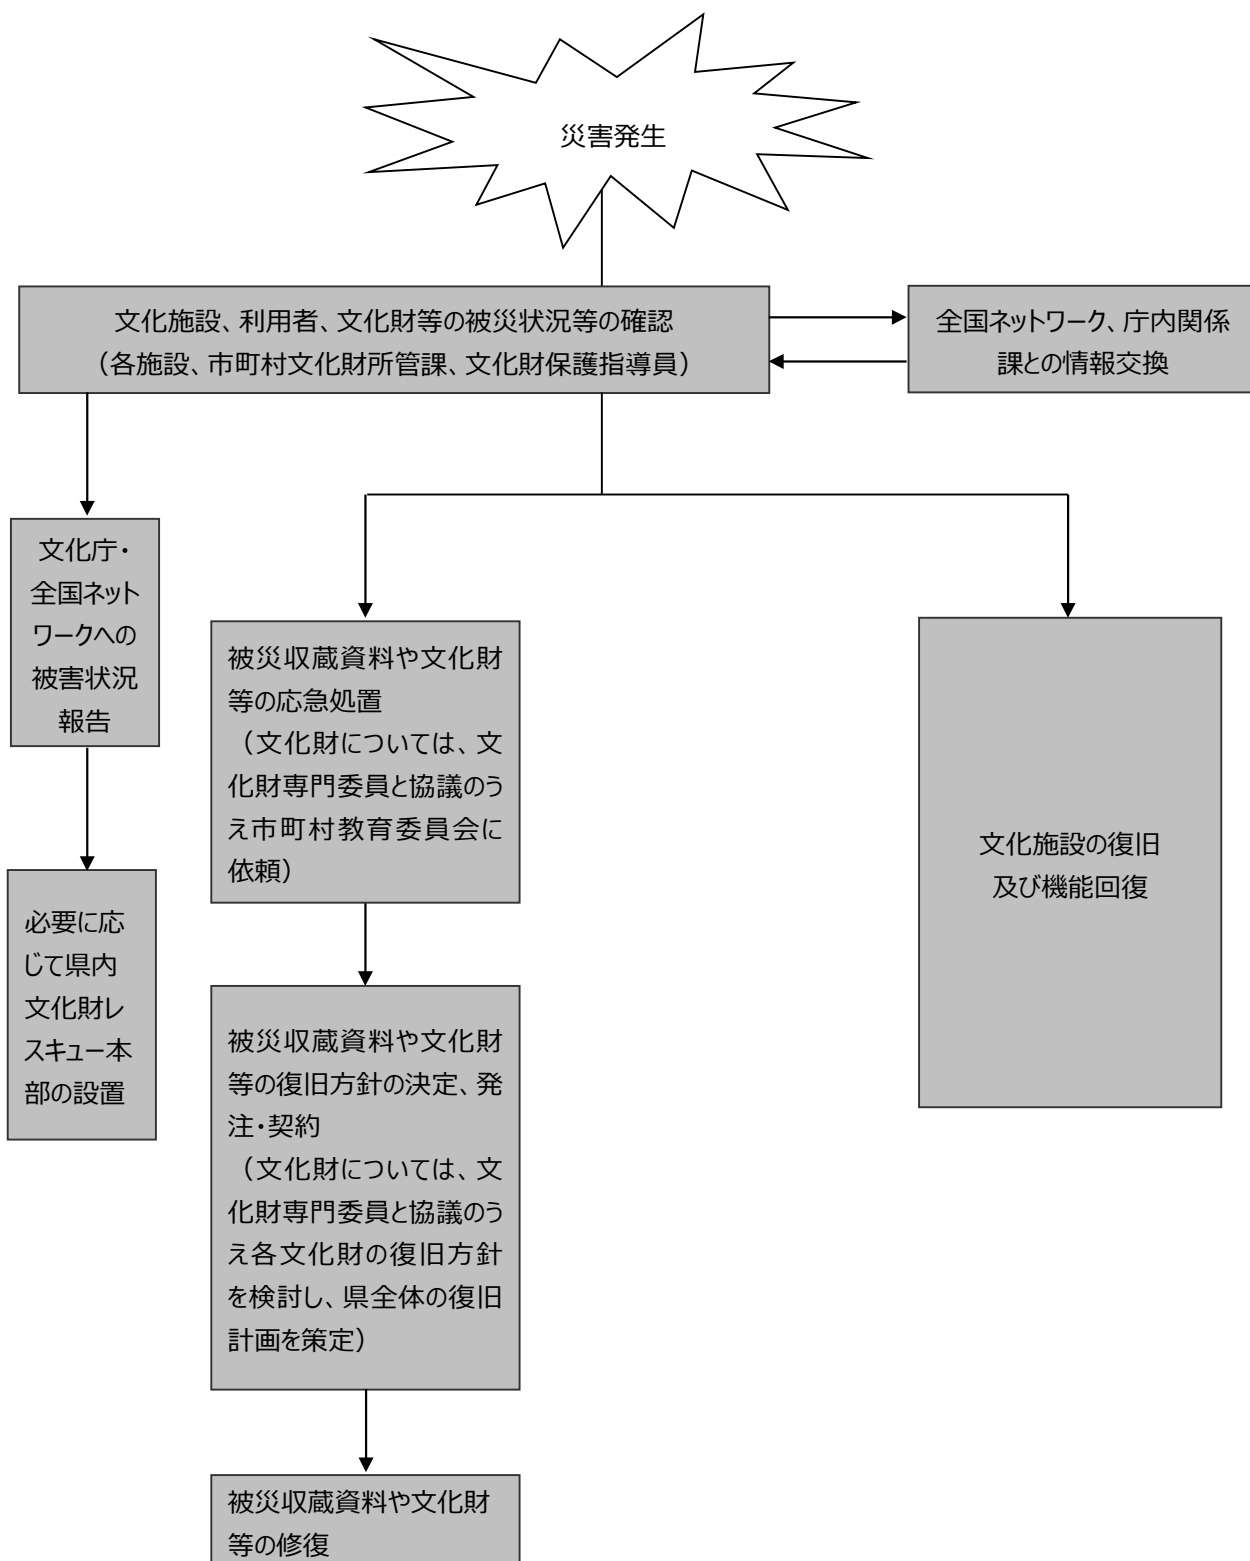 災害発生
文化施設、利用者、文化財等の被災状況等の確認
（各施設、市町村文化財所管課、文化財保護指導員）
全国ネットワーク、庁内関係
課との情報交換
文化庁・
全国ネット
ワークへの
被害状況
報告
必要に応
じて県内
文化財レ
スキュー本
部の設置
被災収蔵資料や文化財
等の応急処置
（文化財については、文
化財専門委員と協議のう
え市町村教育委員会に
依頼）
被災収蔵資料や文化財
等の復旧方針の決定、発
注・契約
（文化財については、文
化財専門委員と協議のう
え各文化財の復旧方針
を検討し、県全体の復旧
計画を策定）
被災収蔵資料や文化財
等の修復
文化施設の復旧
及び機能回復